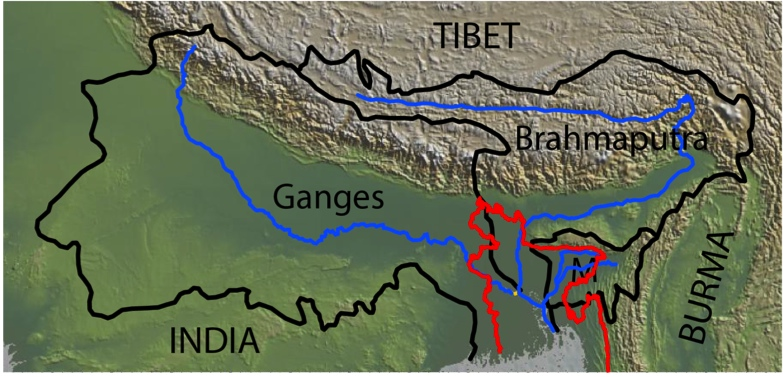 TIBET
Brahmaputra
Ganges
M
BURMA
INDIA